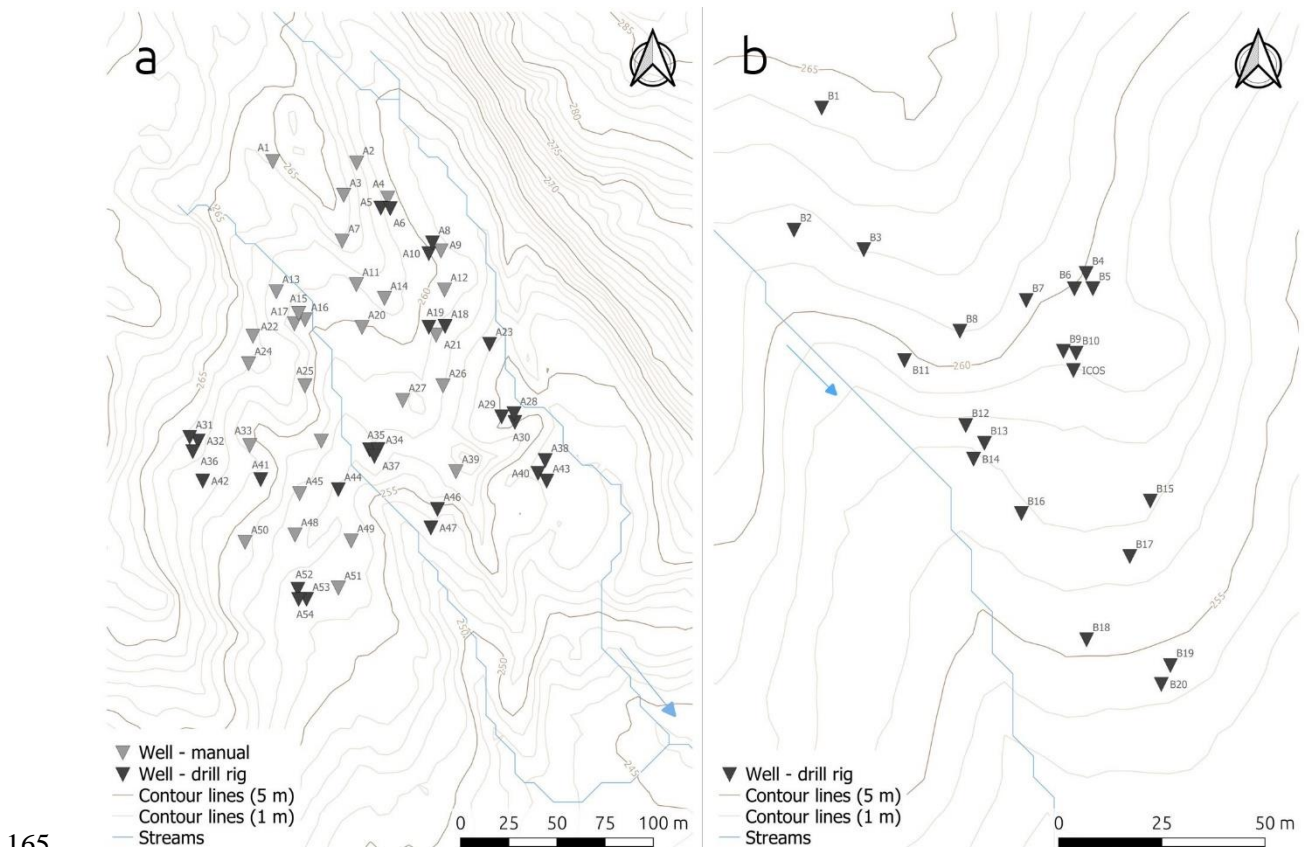 a
b
285
280
275
270
265
265
265
260
255
250
250
245
A1
A2
A3
A4
A5
A6
A7
A8
A9
A10
A11
A12
A13
A14
A15
A16
A17
A18
A19
A20
A21
A22
A23
A24
A25
A26
A27
A28
A29
A30
A31
A32
A33
A34
A35
A36
A37
A38
A39
A40
A41
A42
A43
A44
A45
A46
A47
A48
A49
A50
A51
A52
A53
A54
Well - manual
Well - drill rig
Contour lines (5 m)
Contour lines (1 m)
Streams
0 25 50 75 100 m
265
260
255
B1
B2
B3
B4
B5
B6
B7
B8
B9
B10
ICOS
B11
B12
B13
B14
B15
B16
B17
B18
B19
B20
Well - drill rig
Contour lines (5 m)
Contour lines (1 m)
Streams
0 25 50 m
165